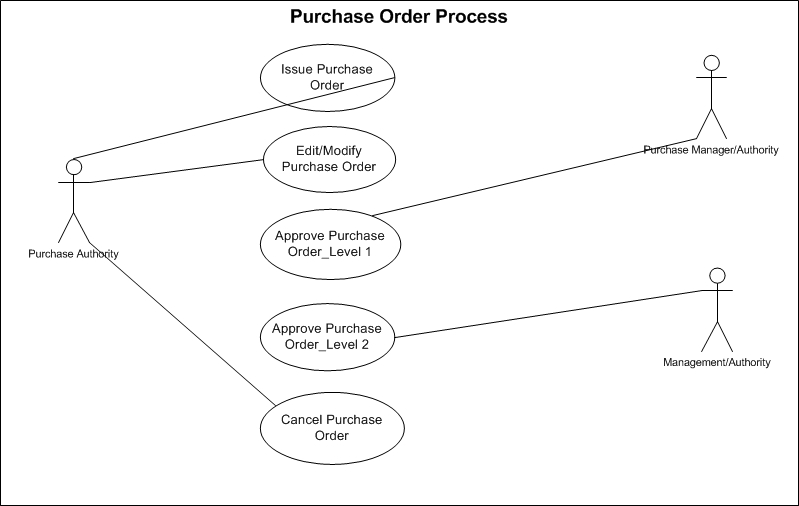 Purchase Order Process
Issue Purchase
Order
Edit/Modify
Purchase Order
Purchase Manager/Authority
Approve Purchase
Order_Level 1
Purchase Authority
Approve Purchase
Order_Level 2
Management/Authority
Cancel Purchase
Order